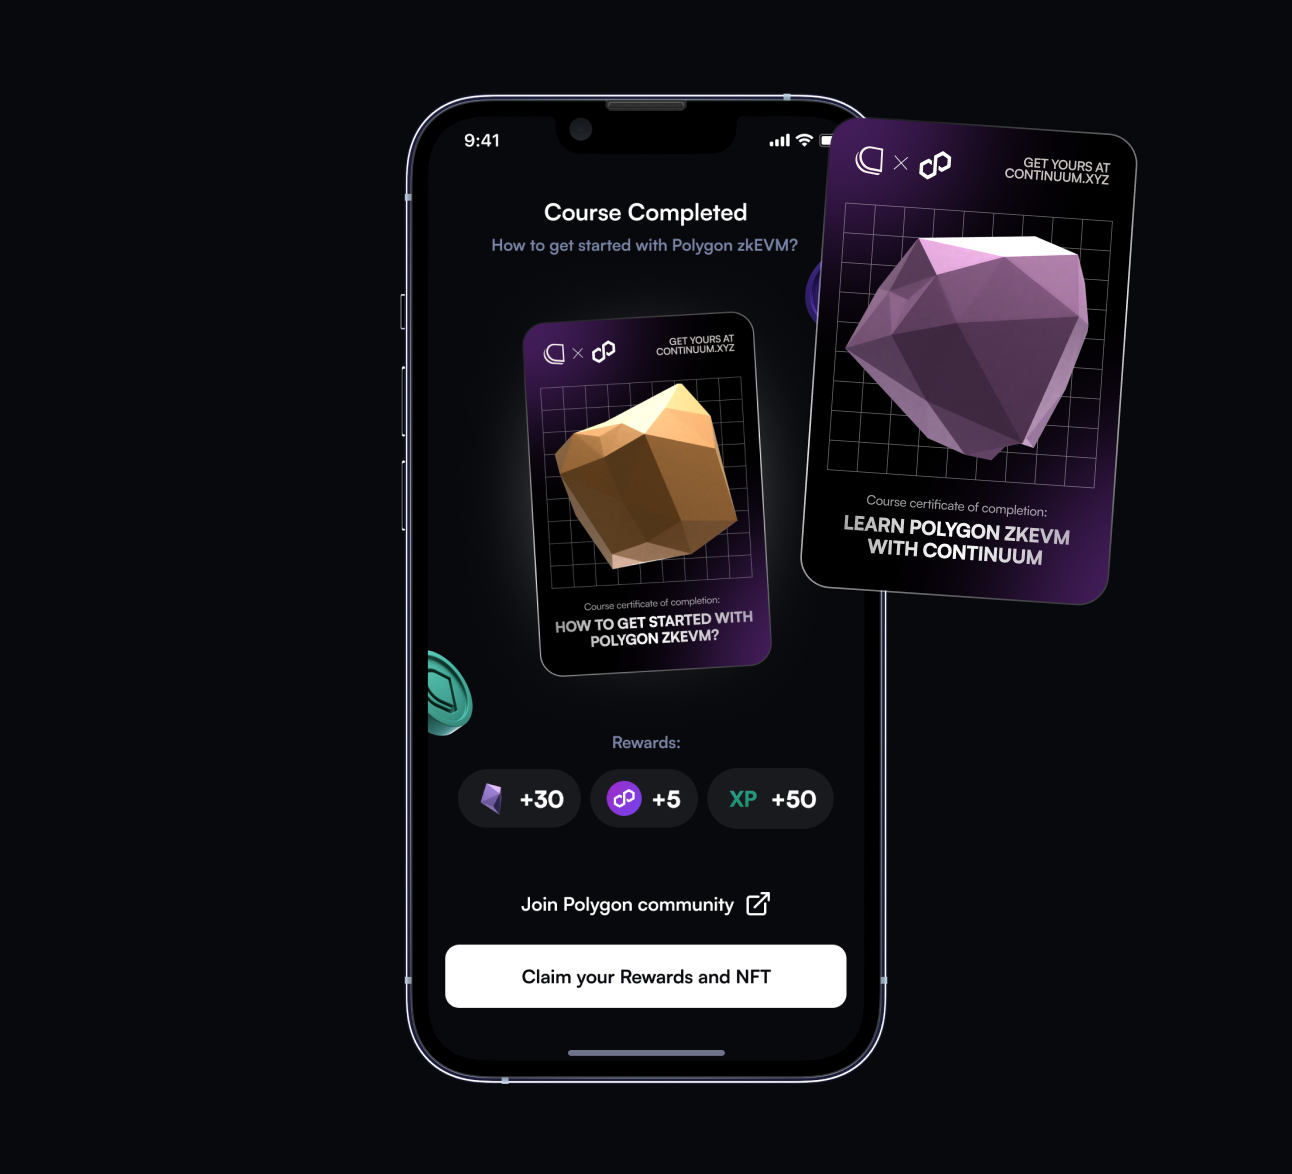 9:41
Course Completed
How to get started with Polygon zkEVM?
GET YOURS AT
CONTINUUM.XYZ
Course certificate of completion:
HOW TO GET STARTED WITH
POLYGON ZKEVM?
GET YOURS AT
CONTINUUM.XYZ
Course certificate of completion:
LEARN POLYGON ZKEVM
WITH CONTINUUM
Rewards:
+30
+5
XP +50
Join Polygon community
Claim your Rewards and NFT